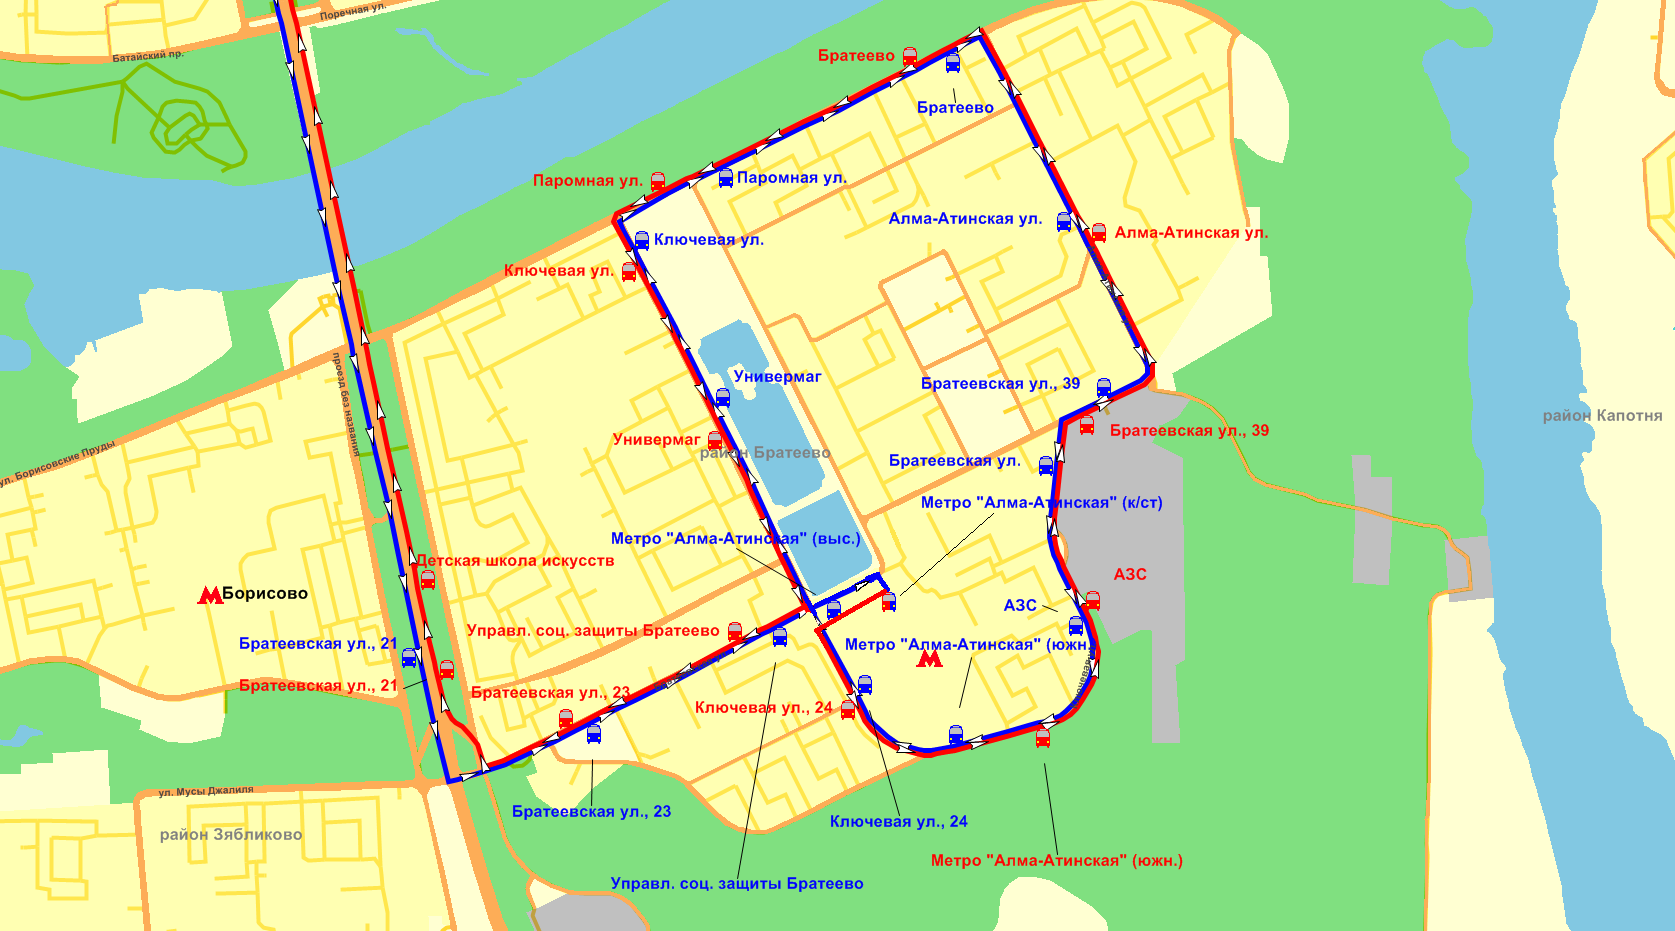 Поречная ул.
Батайский пр.
Братеево
Братеево
Паромная ул.
Паромная ул.
Алма-Атинская ул.
Алма-Атинская ул.
Ключевая ул.
Ключевая ул.
Универмаг
Братеевская ул., 39
проезд без названия
район Капотня
Братеевская ул., 39
Универмаг
район Братеево
ул. Борисовские Пруды
Братеевская ул.
Метро "Алма-Атинская" (к/ст)
Метро "Алма-Атинская" (выс.)
Детская школа искусств
АЗС
Борисово
АЗС
Управл. соц. защиты Братеево
Братеевская ул., 21
Метро "Алма-Атинская" (южн.
Братеевская ул., 21
Братеевская ул., 23
Ключевая ул., 24
ул. Мусы Джалиля
Братеевская ул., 23
Ключевая ул., 24
район Зябликово
Метро "Алма-Атинская" (южн.)
Управл. соц. защиты Братеево